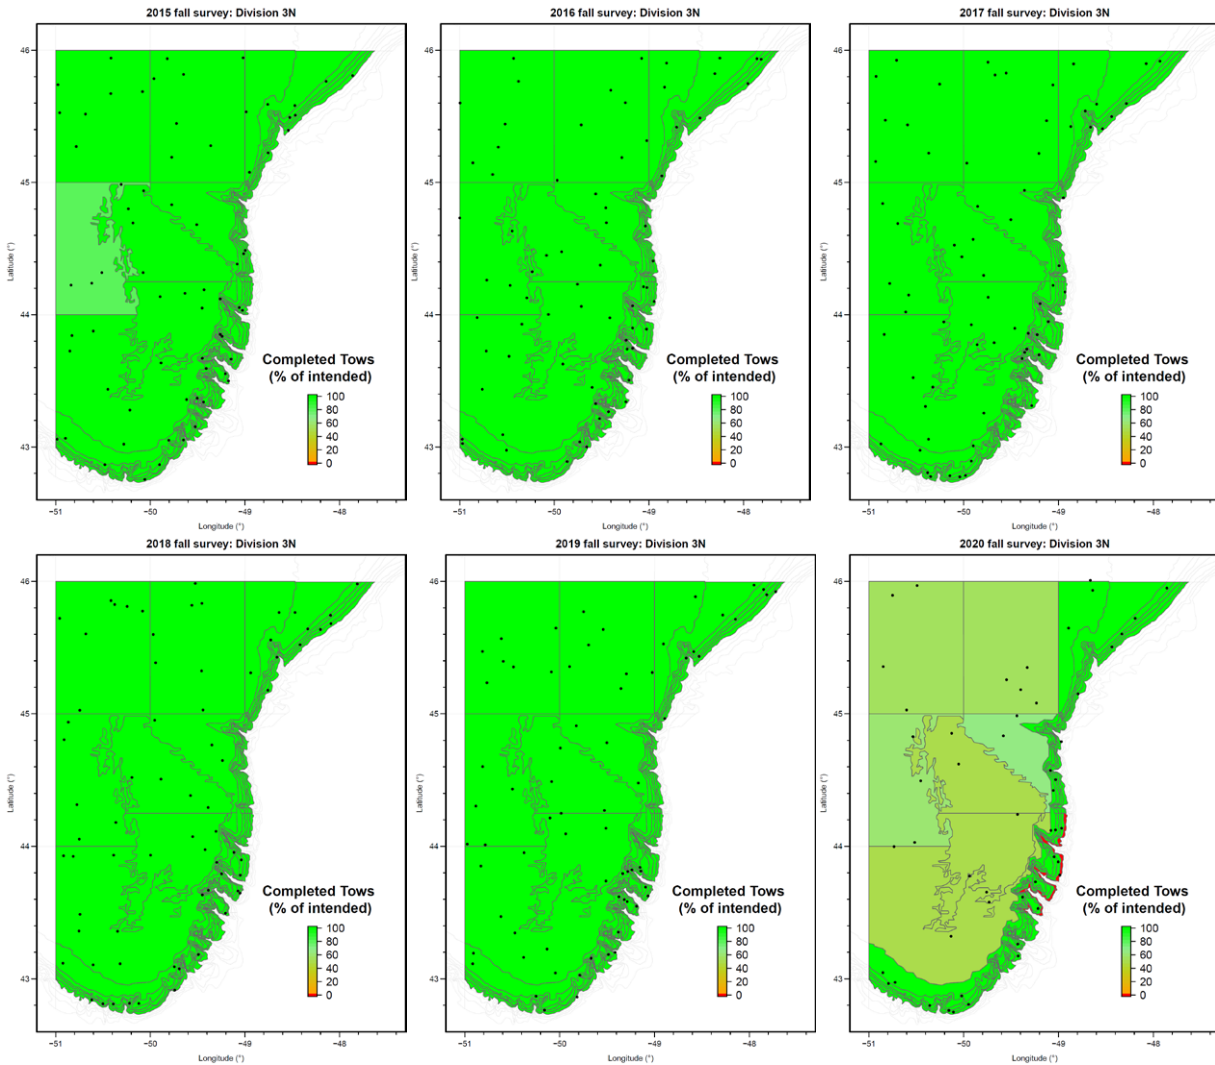 2015 fall survey: Division 3N
46
45
44
43
Latitude (°)
Completed Tows
(% of intended)
100
80
60
40
20
0
−51
−50
−49
−48
Longitude (°)
2016 fall survey: Division 3N
46
45
44
43
Latitude (°)
Completed Tows
(% of intended)
100
80
60
40
20
0
−51
−50
−49
−48
Longitude (°)
2017 fall survey: Division 3N
46
45
44
43
Latitude (°)
Completed Tows
(% of intended)
100
80
60
40
20
0
−51
−50
−49
−48
Longitude (°)
2018 fall survey: Division 3N
46
45
44
43
Latitude (°)
Completed Tows
(% of intended)
100
80
60
40
20
0
−51
−50
−49
−48
Longitude (°)
2019 fall survey: Division 3N
46
45
44
43
Latitude (°)
Completed Tows
(% of intended)
100
80
60
40
20
0
−51
−50
−49
−48
Longitude (°)
2020 fall survey: Division 3N
46
45
44
43
Latitude (°)
Completed Tows
(% of intended)
100
80
60
40
20
0
−51
−50
−49
−48
Longitude (°)